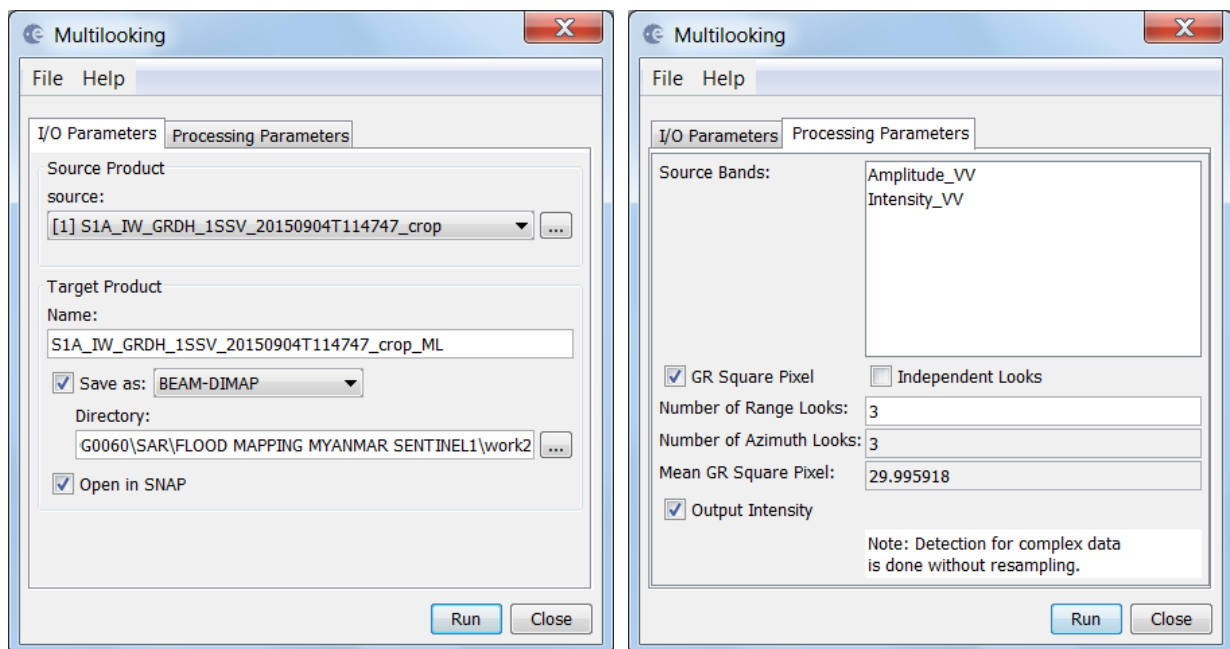 Multilooking
File Help
I/O Parameters Processing Parameters
Source Product
source:
[1] S1A_IW_GRDH_1SSV_20150904T114747_crop
...
Target Product
Name:
S1A_IW_GRDH_1SSV_20150904T114747_crop_ML
Save as: BEAM-DIMAP
Directory:
G0060\SAR\FLOOD MAPPING MYANMAR SENTINEL1\work2
...
Open in SNAP
Run Close
Multilooking
File Help
I/O Parameters Processing Parameters
Source Bands:
Amplitude_VV
Intensity_VV
GR Square Pixel Independent Looks
Number of Range Looks: 3
Number of Azimuth Looks: 3
Mean GR Square Pixel: 29.995918
Output Intensity
Note: Detection for complex data
is done without resampling.
Run Close